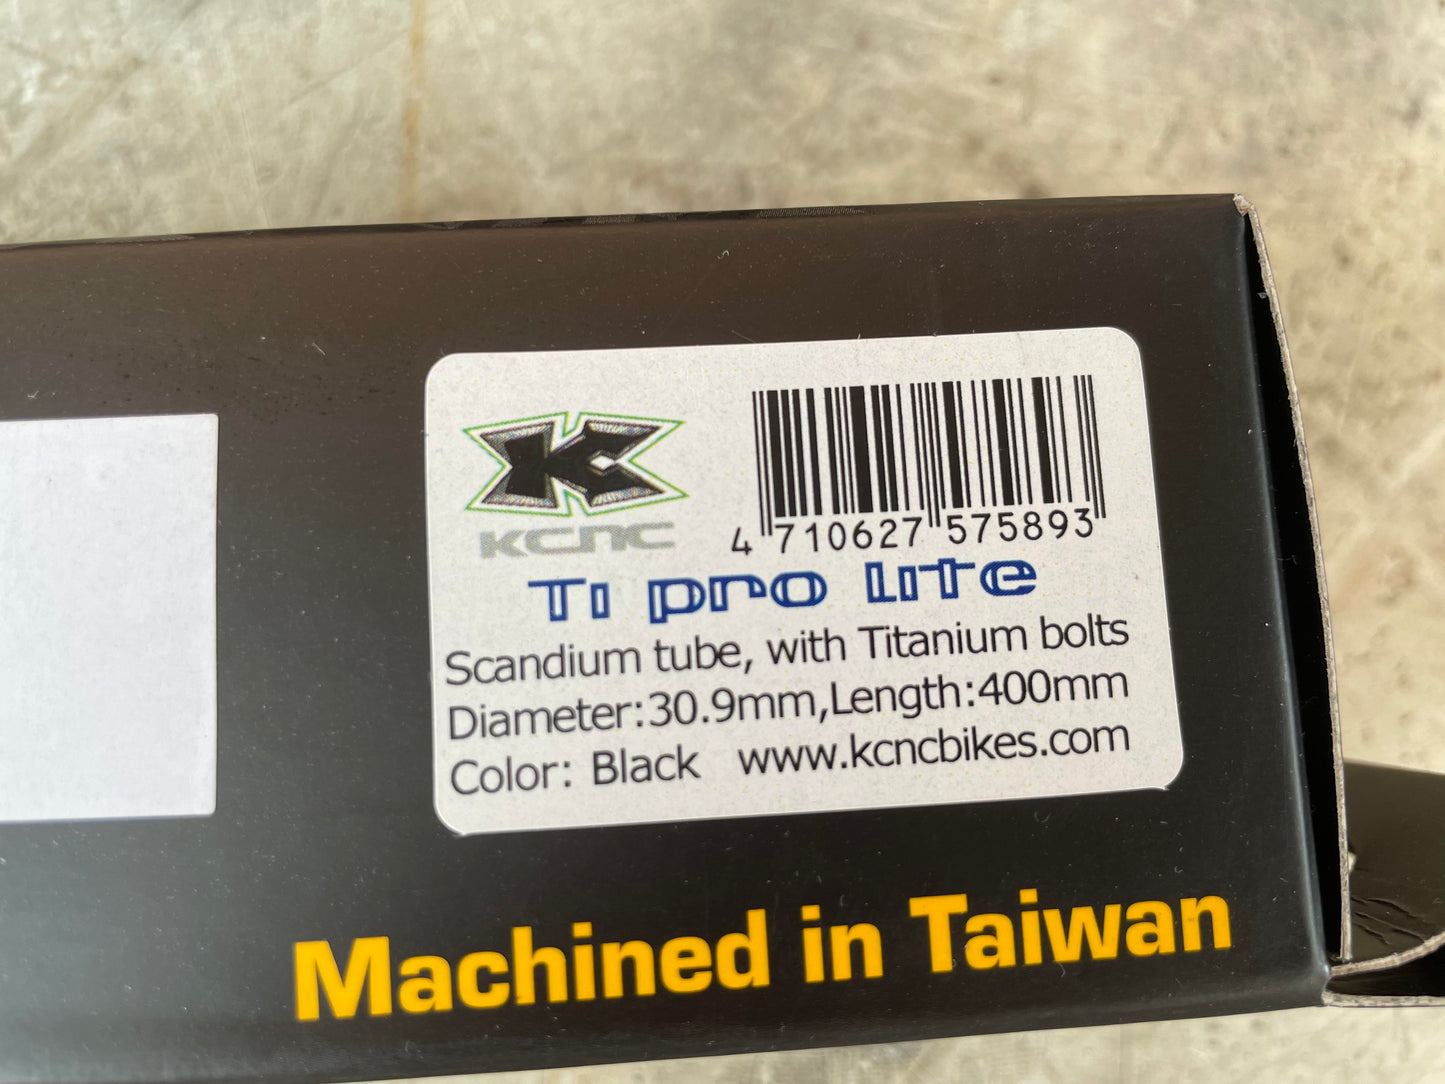 KCNC
4 710627 575893
Ti Pro Lite
Scandium tube, with Titanium bolts
Diameter:30.9mm,Length:400mm
Color: Black www.kcncbikes.com
Machined in Taiwan